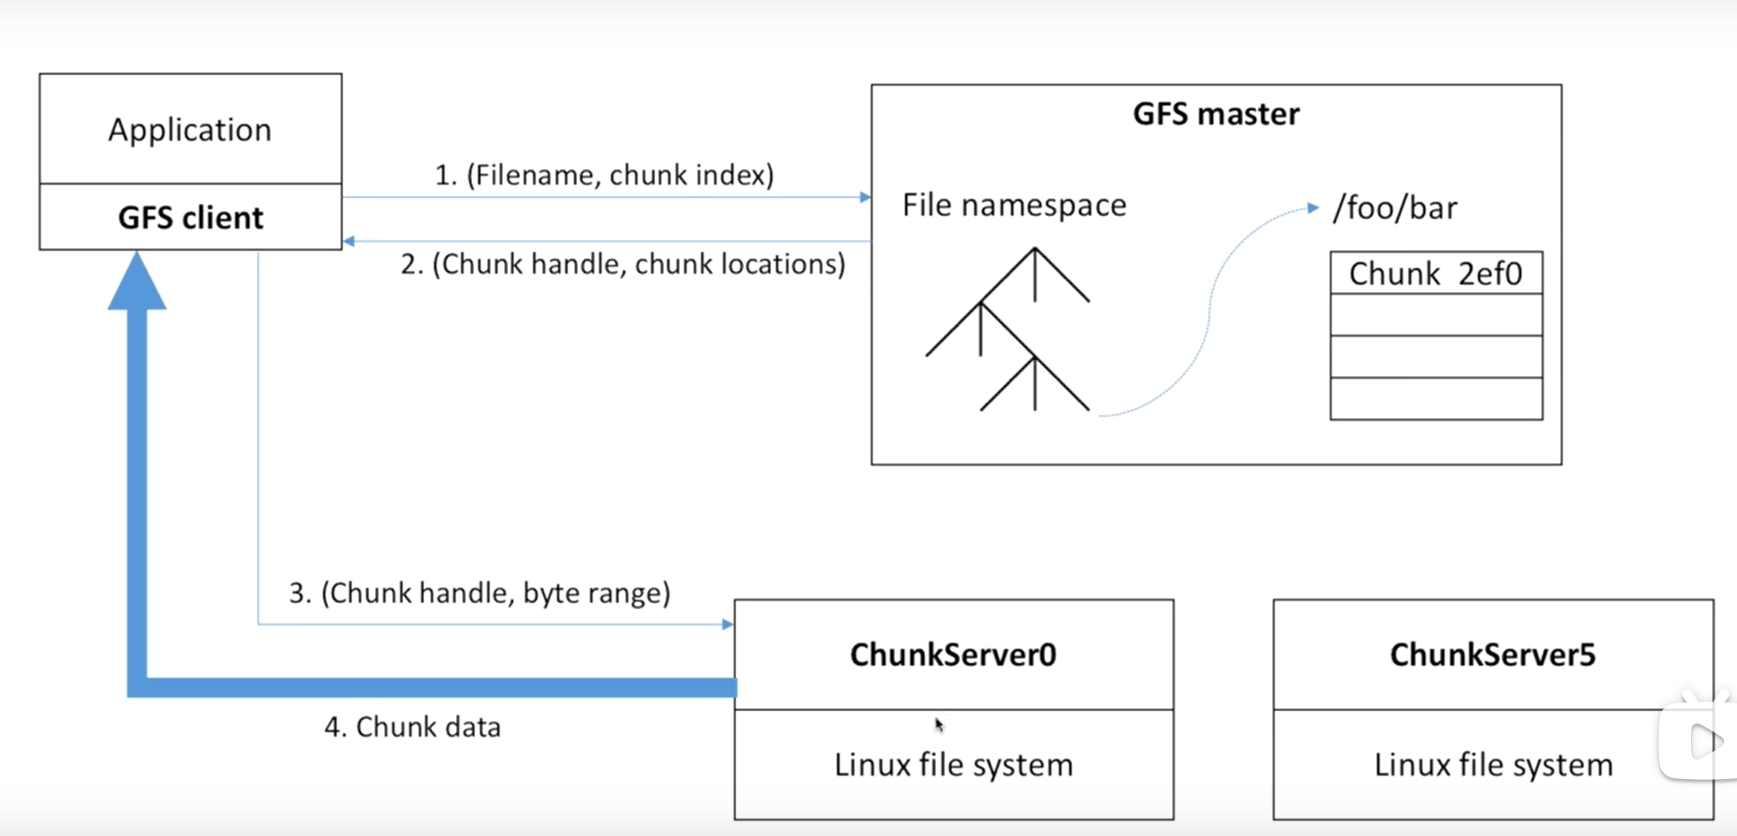 Application
GFS client
1. (Filename, chunk index)
2. (Chunk handle, chunk locations)
GFS master
File namespace
/foo/bar
Chunk 2ef0
3. (Chunk handle, byte range)
4. Chunk data
ChunkServer0
Linux file system
ChunkServer5
Linux file system